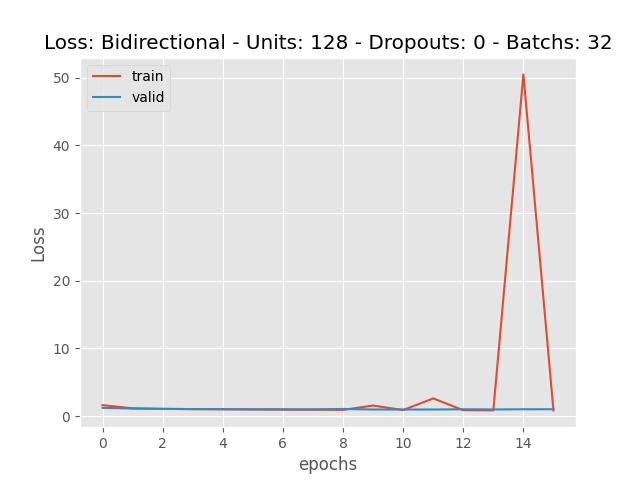 Loss: Bidirectional - Units: 128 - Dropouts: 0 - Batchs: 32
train
valid
50
40
30
20
10
0
Loss
0 2 4 6 8 10 12 14
epochs